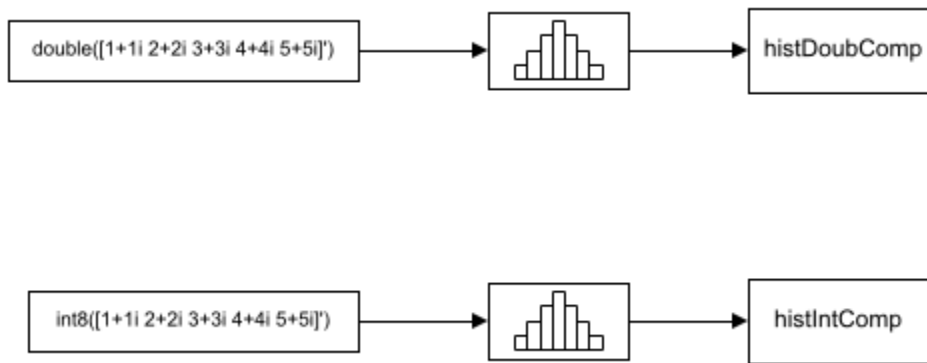 double([1+1i 2+2i 3+3i 4+4i 5+5i]')
histDoubComp
int8([1+1i 2+2i 3+3i 4+4i 5+5i]')
histIntComp